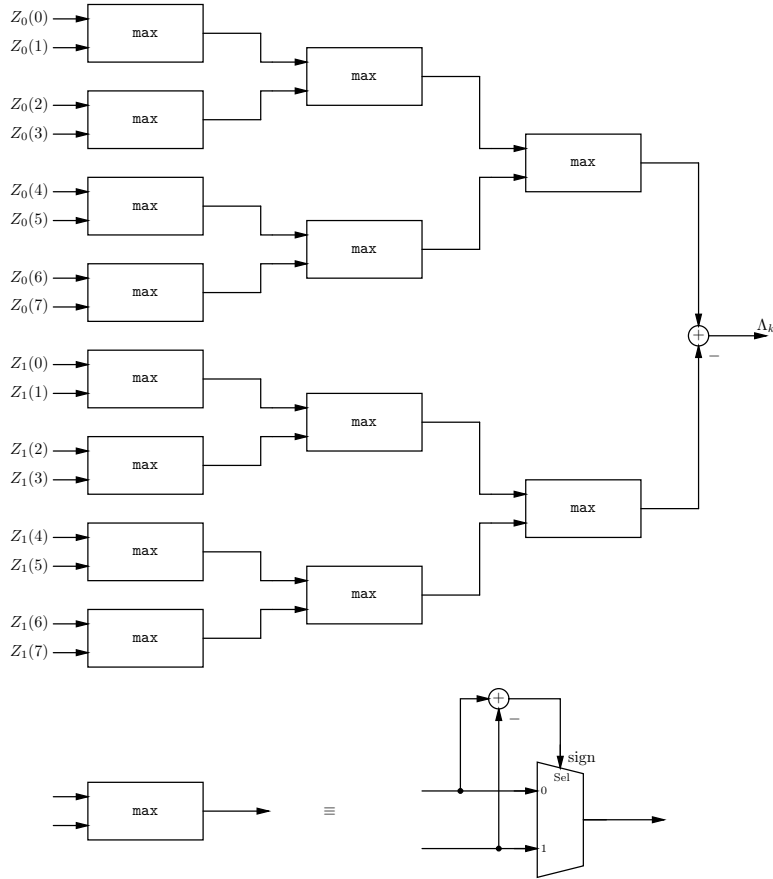 Z₀(0)
Z₀(1)
max
max
Z₀(2)
Z₀(3)
max
max
Z₀(4)
Z₀(5)
max
max
Z₀(6)
Z₀(7)
max
+
Λₖ
−
Z₁(0)
Z₁(1)
max
max
Z₁(2)
Z₁(3)
max
max
Z₁(4)
Z₁(5)
max
max
Z₁(6)
Z₁(7)
max
+
−
sign
Sel
0
max
≡
1